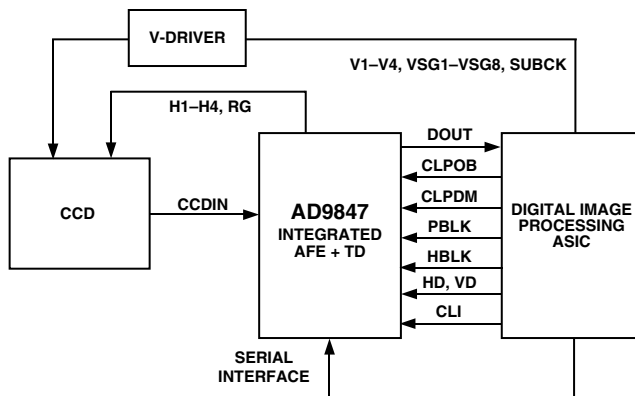 V-DRIVER
V1–V4, VSG1–VSG8, SUBCK
H1–H4, RG
DOUT
CLPOB
CCD
CCDIN
AD9847
INTEGRATED
AFE + TD
CLPDM
PBLK
HBLK
HD, VD
CLI
DIGITAL IMAGE
PROCESSING
ASIC
SERIAL
INTERFACE